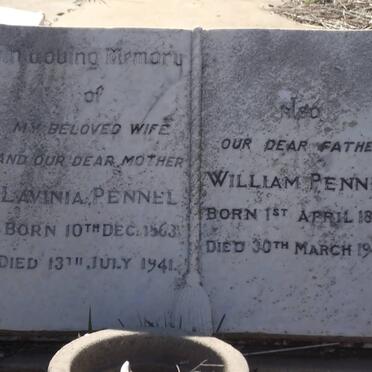 In Loving Memory
of
MY BELOVED WIFE
AND OUR DEAR MOTHER
LAVINIA PENNEL
BORN 10TH DEC. 1863
DIED 13TH JULY 1941.
Also
OUR DEAR FATHE
WILLIAM PENN
BORN 1ST APRIL 18
DIED 30TH MARCH 19